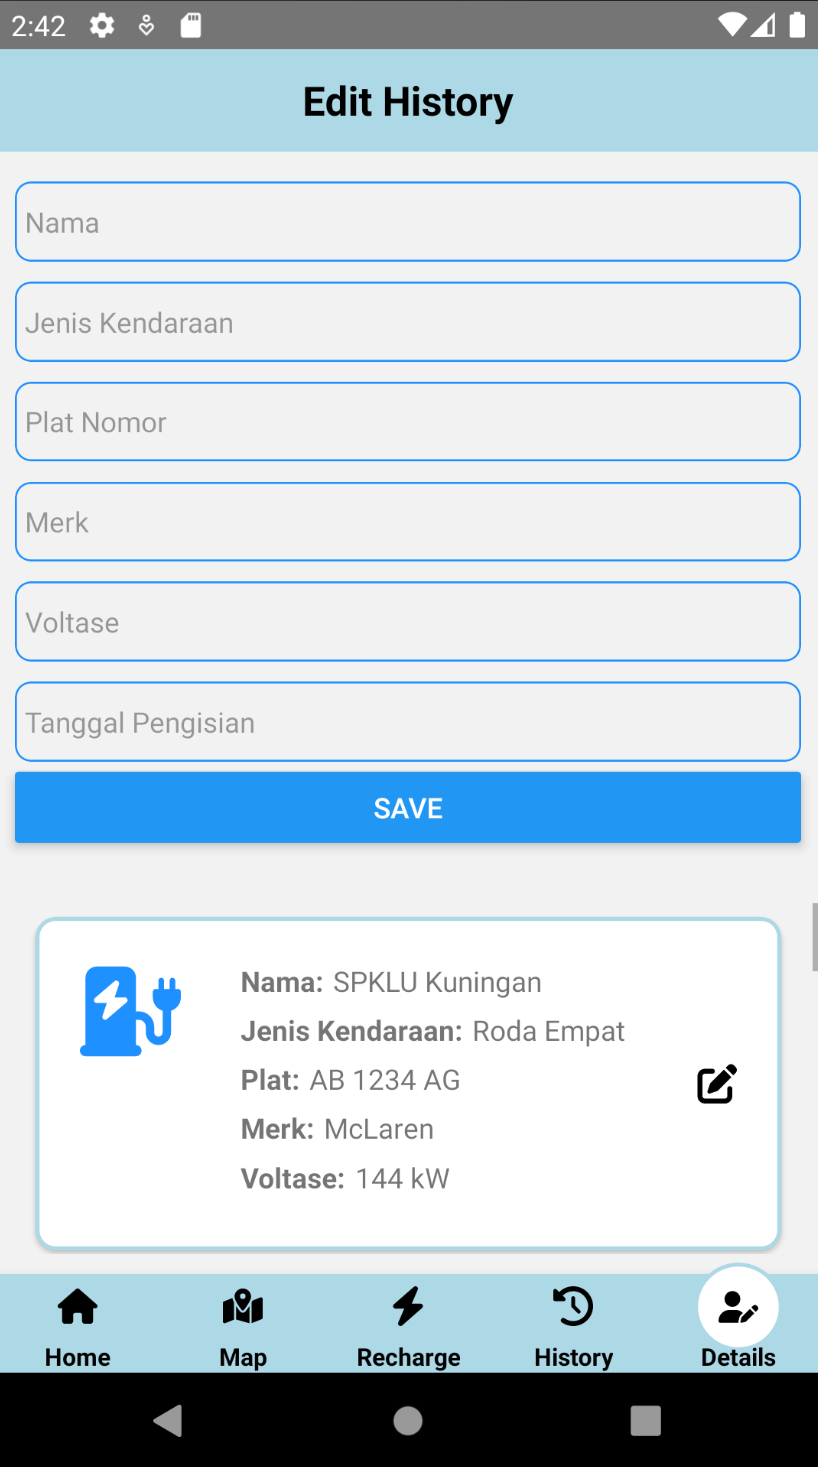 2:42
Edit History
Nama
Jenis Kendaraan
Plat Nomor
Merk
Voltase
Tanggal Pengisian
SAVE
Nama: SPKLU Kuningan
Jenis Kendaraan: Roda Empat
Plat: AB 1234 AG
Merk: McLaren
Voltase: 144 kW
Home Map Recharge History Details